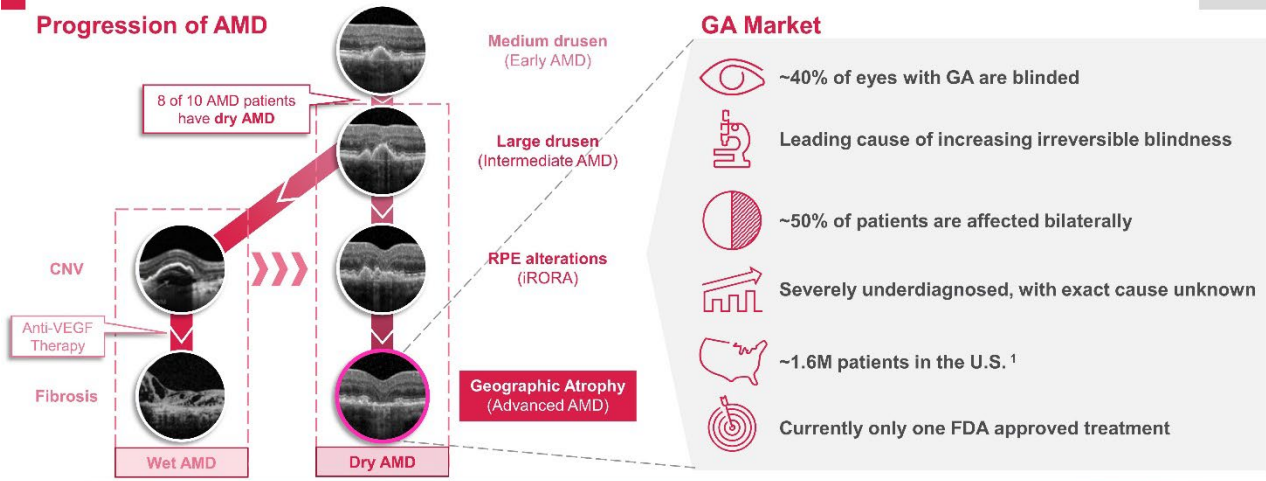 Progression of AMD
Medium drusen
(Early AMD)
8 of 10 AMD patients
have dry AMD
Large drusen
(Intermediate AMD)
CNV
RPE alterations
(iRORA)
Anti-VEGF
Therapy
Fibrosis
Geographic Atrophy
(Advanced AMD)
Wet AMD
Dry AMD
GA Market
~40% of eyes with GA are blinded
Leading cause of increasing irreversible blindness
~50% of patients are affected bilaterally
Severely underdiagnosed, with exact cause unknown
~1.6M patients in the U.S. ¹
Currently only one FDA approved treatment